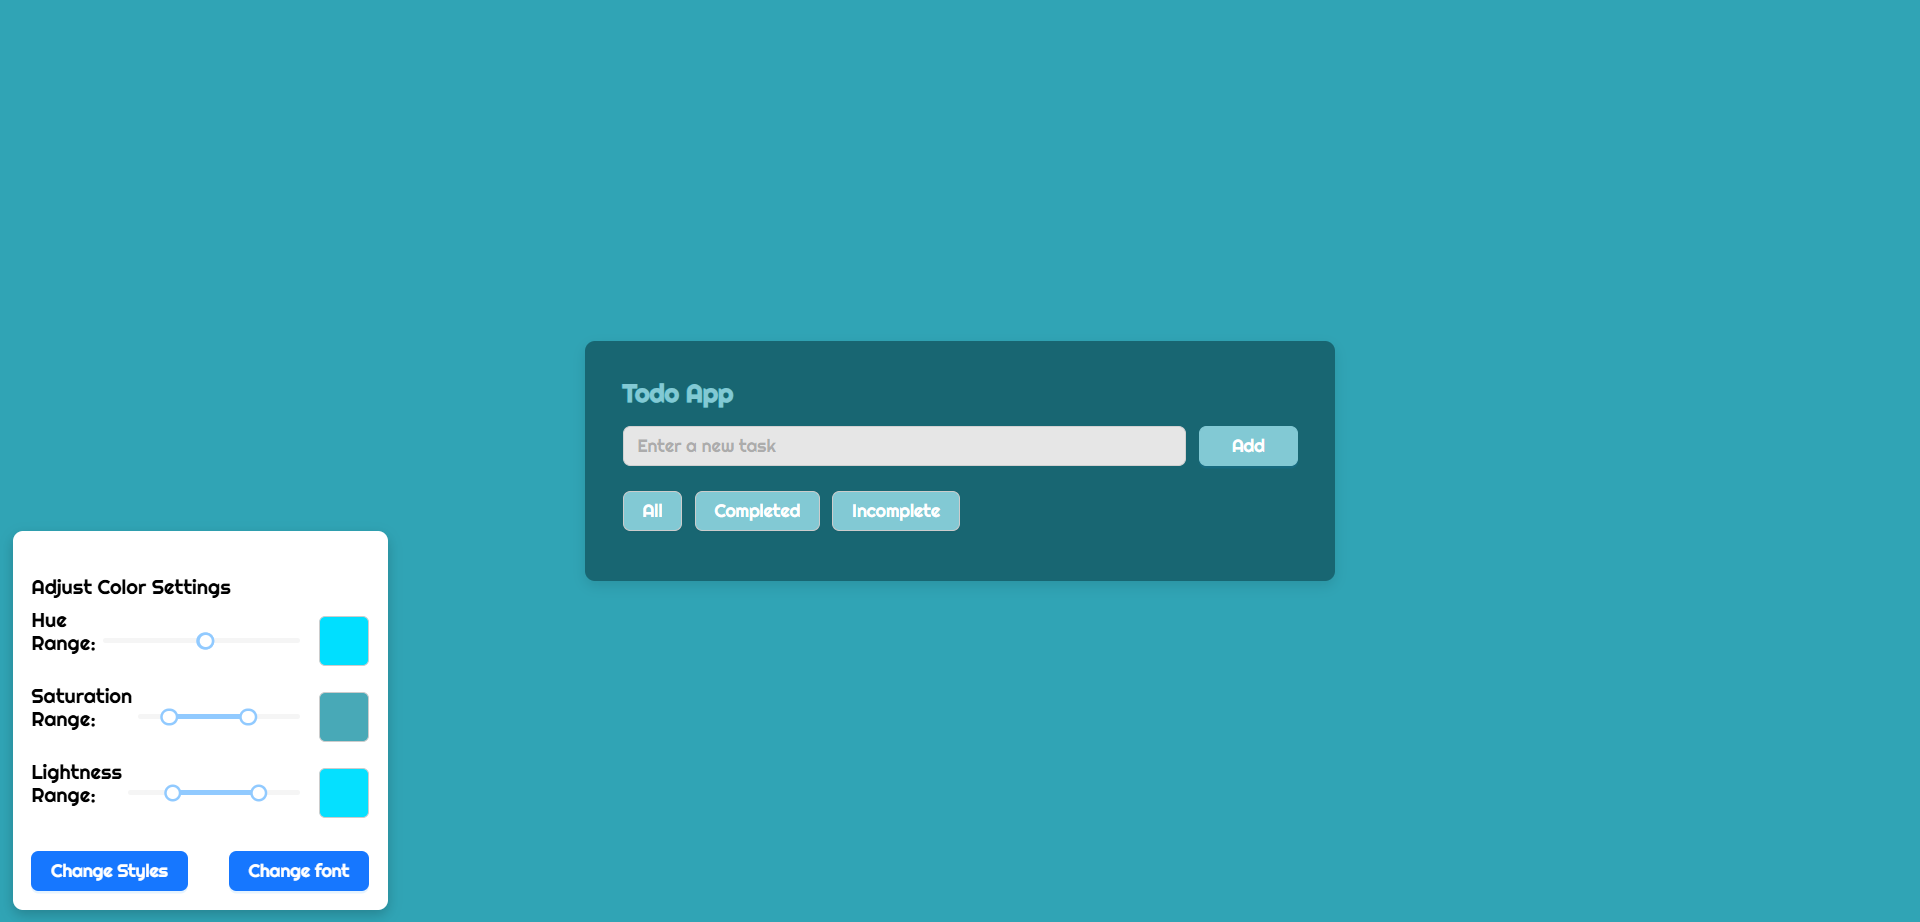 Todo App
Enter a new task
Add
All
Completed
Incomplete
Adjust Color Settings
Hue
Range:
Saturation
Range:
Lightness
Range:
Change Styles
Change font